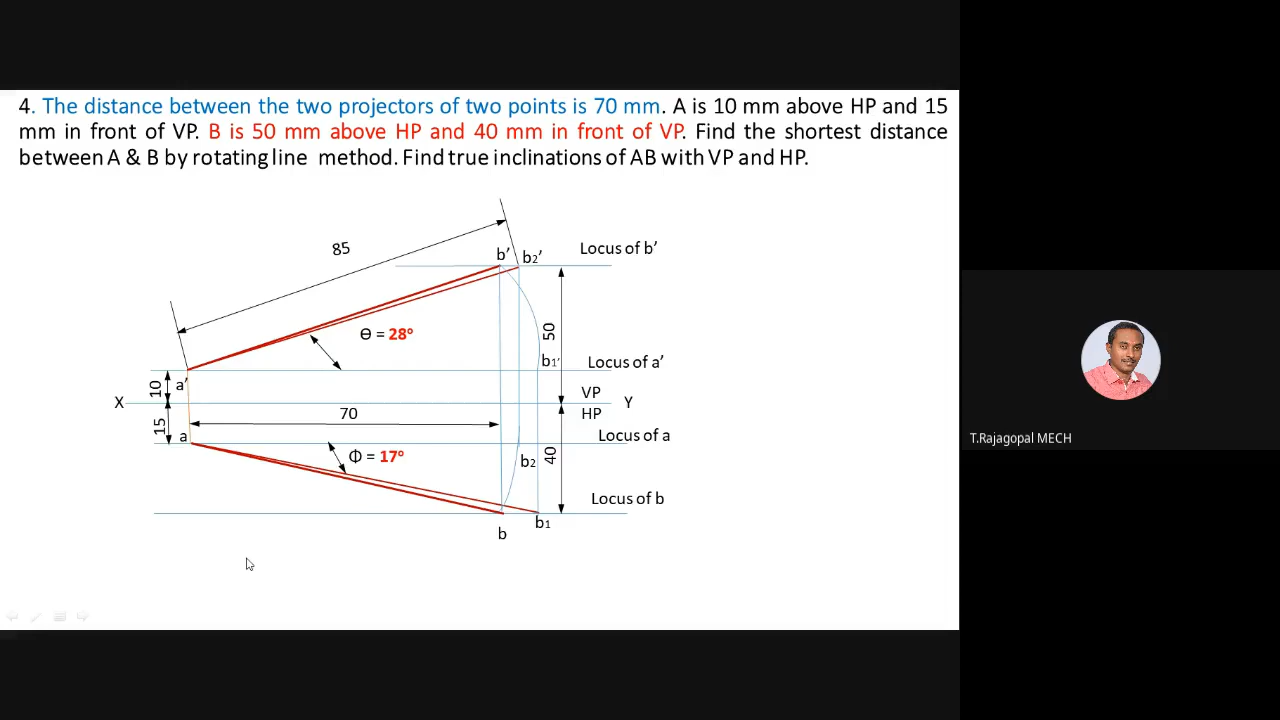 4. The distance between the two projectors of two points is 70 mm. A is 10 mm above HP and 15
mm in front of VP. B is 50 mm above HP and 40 mm in front of VP. Find the shortest distance
between A & B by rotating line method. Find true inclinations of AB with VP and HP.
85
b'
b2'
Locus of b'
ϴ = 28°
50
b1'
Locus of a'
10
a'
X
VP
Y
HP
70
15
a
Locus of a
Φ = 17°
b2
40
T.Rajagopal MECH
Locus of b
b1
b